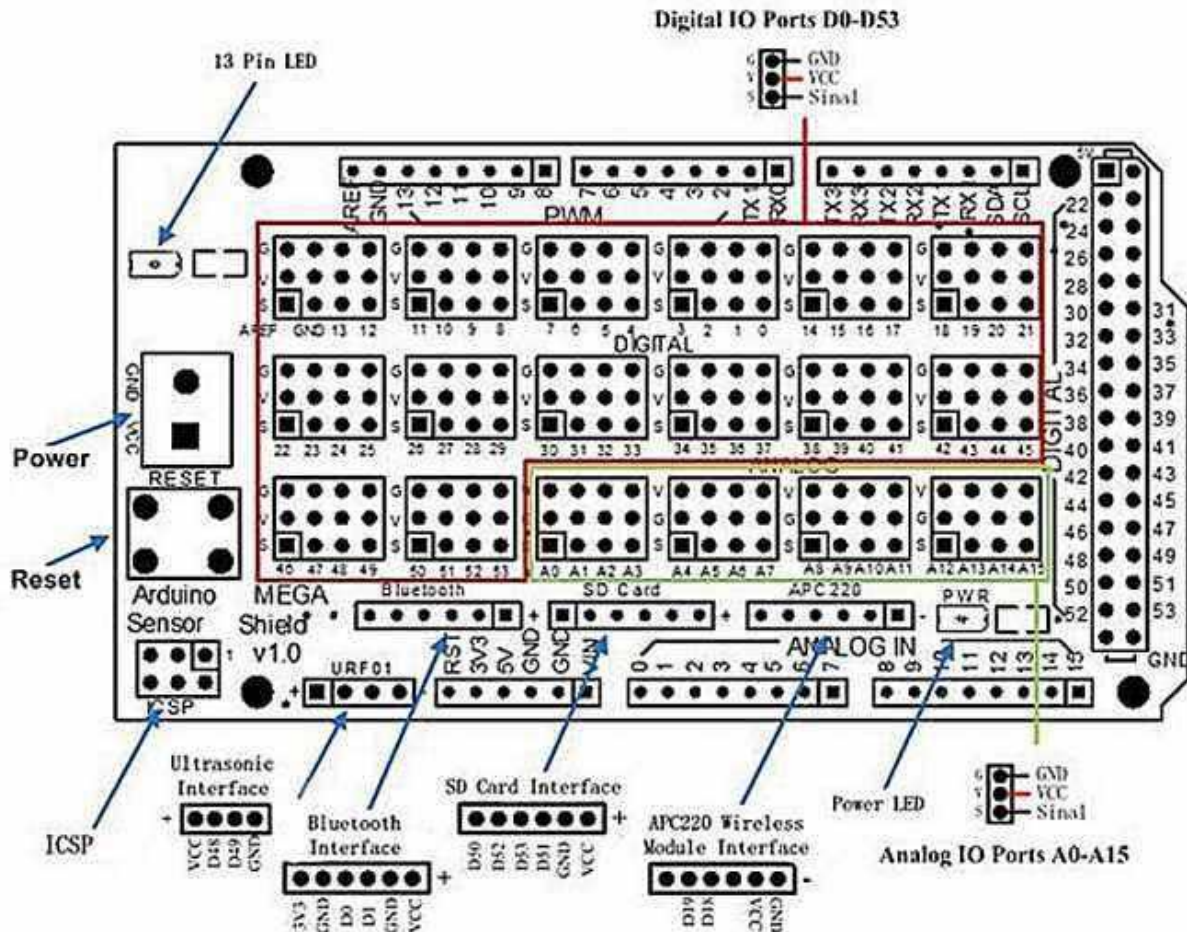 Digital IO Ports D0-D53
G GND
V VCC
S Sinal
13 Pin LED
AREF GND 13 12 11 10 9 8
7 6 5 4 3 2 TX 1 RX0
TX3 RX3 TX2 RX2 TX 1 RX 1 SDA SCL
5V
PWM
22
24
26
28
30
32
34
36
38
40
42
44
46
48
50
52
31
33
35
37
39
41
43
45
47
49
51
53
GND
DIGITAL
G G G G G G
V V V V V V
S S S S S S
AREF GND 13 12 11 10 9 8 7 6 5 4 3 2 1 0 14 15 16 17 18 19 20 21
DIGITAL
G G G G G G
V V V V V V
S S S S S S
22 23 24 25 26 27 28 29 30 31 32 33 34 35 36 37 38 39 40 41 42 43 44 45
ANALOG
G G G V V V
V V V G G G
S S S S S S
46 47 48 49 50 51 52 53 A0 A1 A2 A3 A4 A5 A6 A7 A8 A9 A10 A11 A12 A13 A14 A15
GND
VCC
Power
RESET
Reset
Arduino MEGA
Sensor Shield
v1.0
1
ICSP
Bluetooth +
SD Card +
APC220 -
PWR
+ URF01
RST 3V3 5V GND GND VIN
ANALOG IN
0 1 2 3 4 5 6 7
8 9 10 11 12 13 14 15
ICSP
Ultrasonic
Interface
+
VCC D48 D49 GND
Bluetooth
Interface
+
3V3 GND D0 D1 GND VCC
SD Card Interface
+
D50 D52 D53 D51 GND VCC
APC220 Wireless
Module Interface
-
D19 D18 VCC GND
Power LED
G GND
V VCC
S Sinal
Analog IO Ports A0-A15